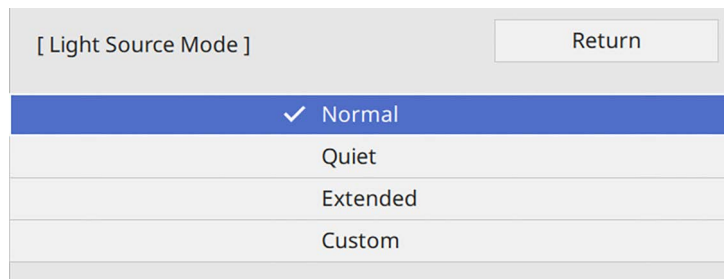 [ Light Source Mode ]
Return
Normal
Quiet
Extended
Custom